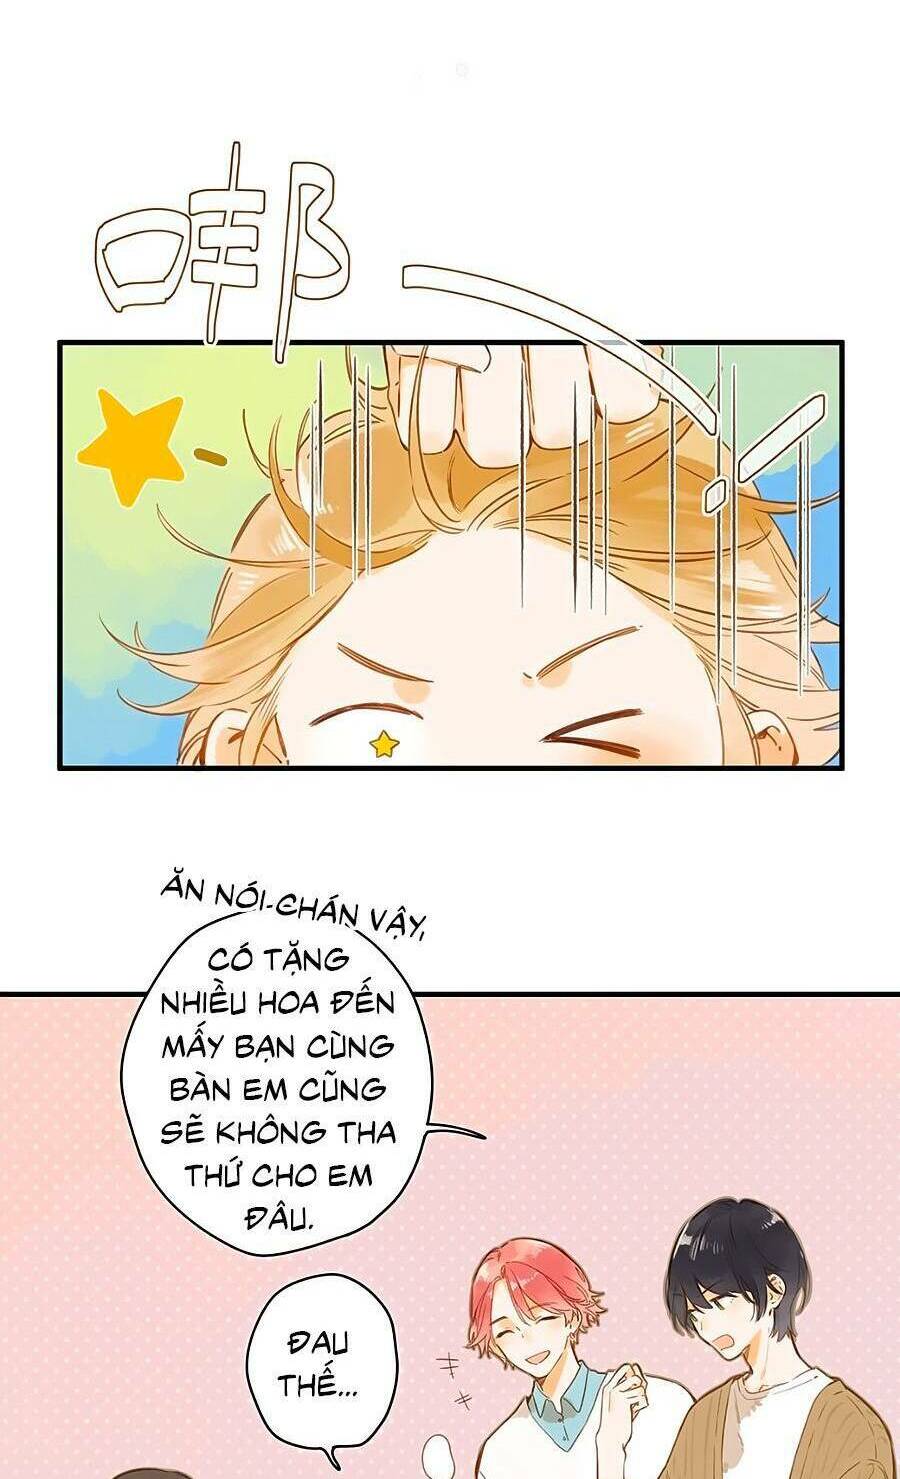 ĂN NÓI CHÁN VẬY,
CÓ TẶNG
NHIỀU HOA ĐẾN
MẤY BẠN CÙNG
BÀN EM CŨNG
SẼ KHÔNG THA
THỨ CHO EM
ĐÂU.
ĐAU
THẾ...